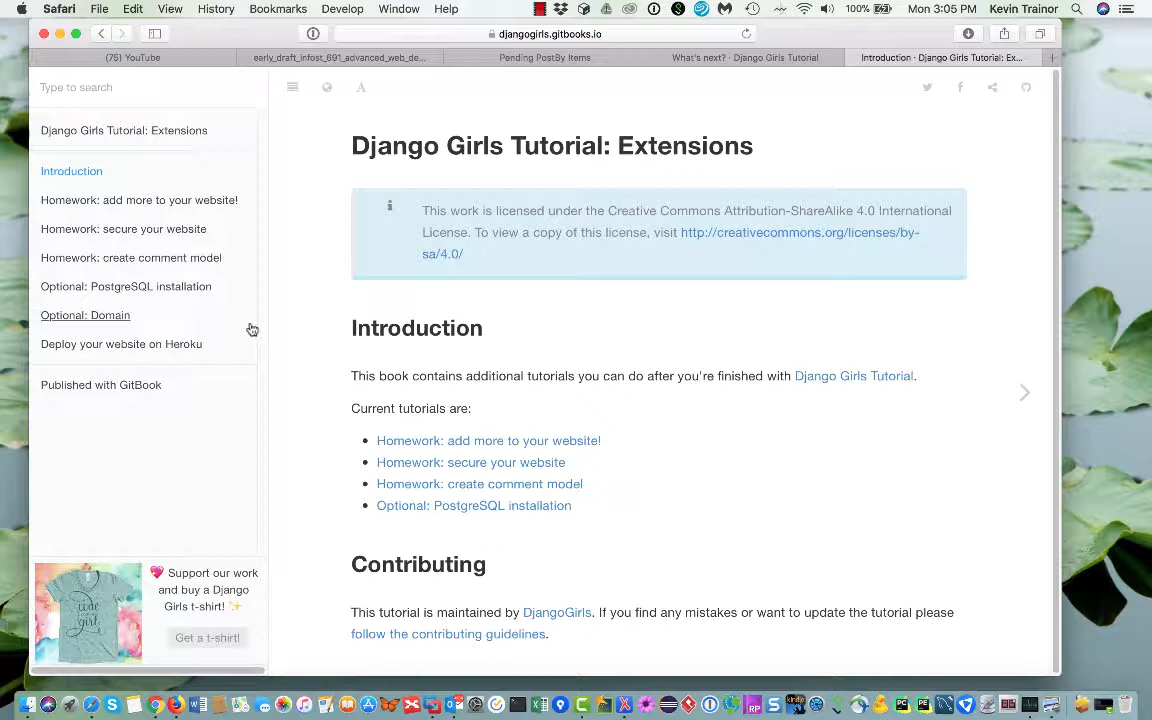 Safari File Edit View History Bookmarks Develop Window Help 100% Mon 3:05 PM Kevin Trainor
djangogirls.gitbooks.io
(75) YouTube early_draft_infost_691_advanced_web_de... Pending PostBy Items What's next? · Django Girls Tutorial Introduction · Django Girls Tutorial: Ex...
Type to search
Django Girls Tutorial: Extensions
Introduction
Homework: add more to your website!
Homework: secure your website
Homework: create comment model
Optional: PostgreSQL installation
Optional: Domain
Deploy your website on Heroku
Published with GitBook
💖 Support our work
and buy a Django
Girls t-shirt! ✨
Get a t-shirt!
code
girl
Django Girls Tutorial: Extensions
This work is licensed under the Creative Commons Attribution-ShareAlike 4.0 International
License. To view a copy of this license, visit http://creativecommons.org/licenses/by-
sa/4.0/
Introduction
This book contains additional tutorials you can do after you're finished with Django Girls Tutorial.
Current tutorials are:
Homework: add more to your website!
Homework: secure your website
Homework: create comment model
Optional: PostgreSQL installation
Contributing
This tutorial is maintained by DjangoGirls. If you find any mistakes or want to update the tutorial please
follow the contributing guidelines.